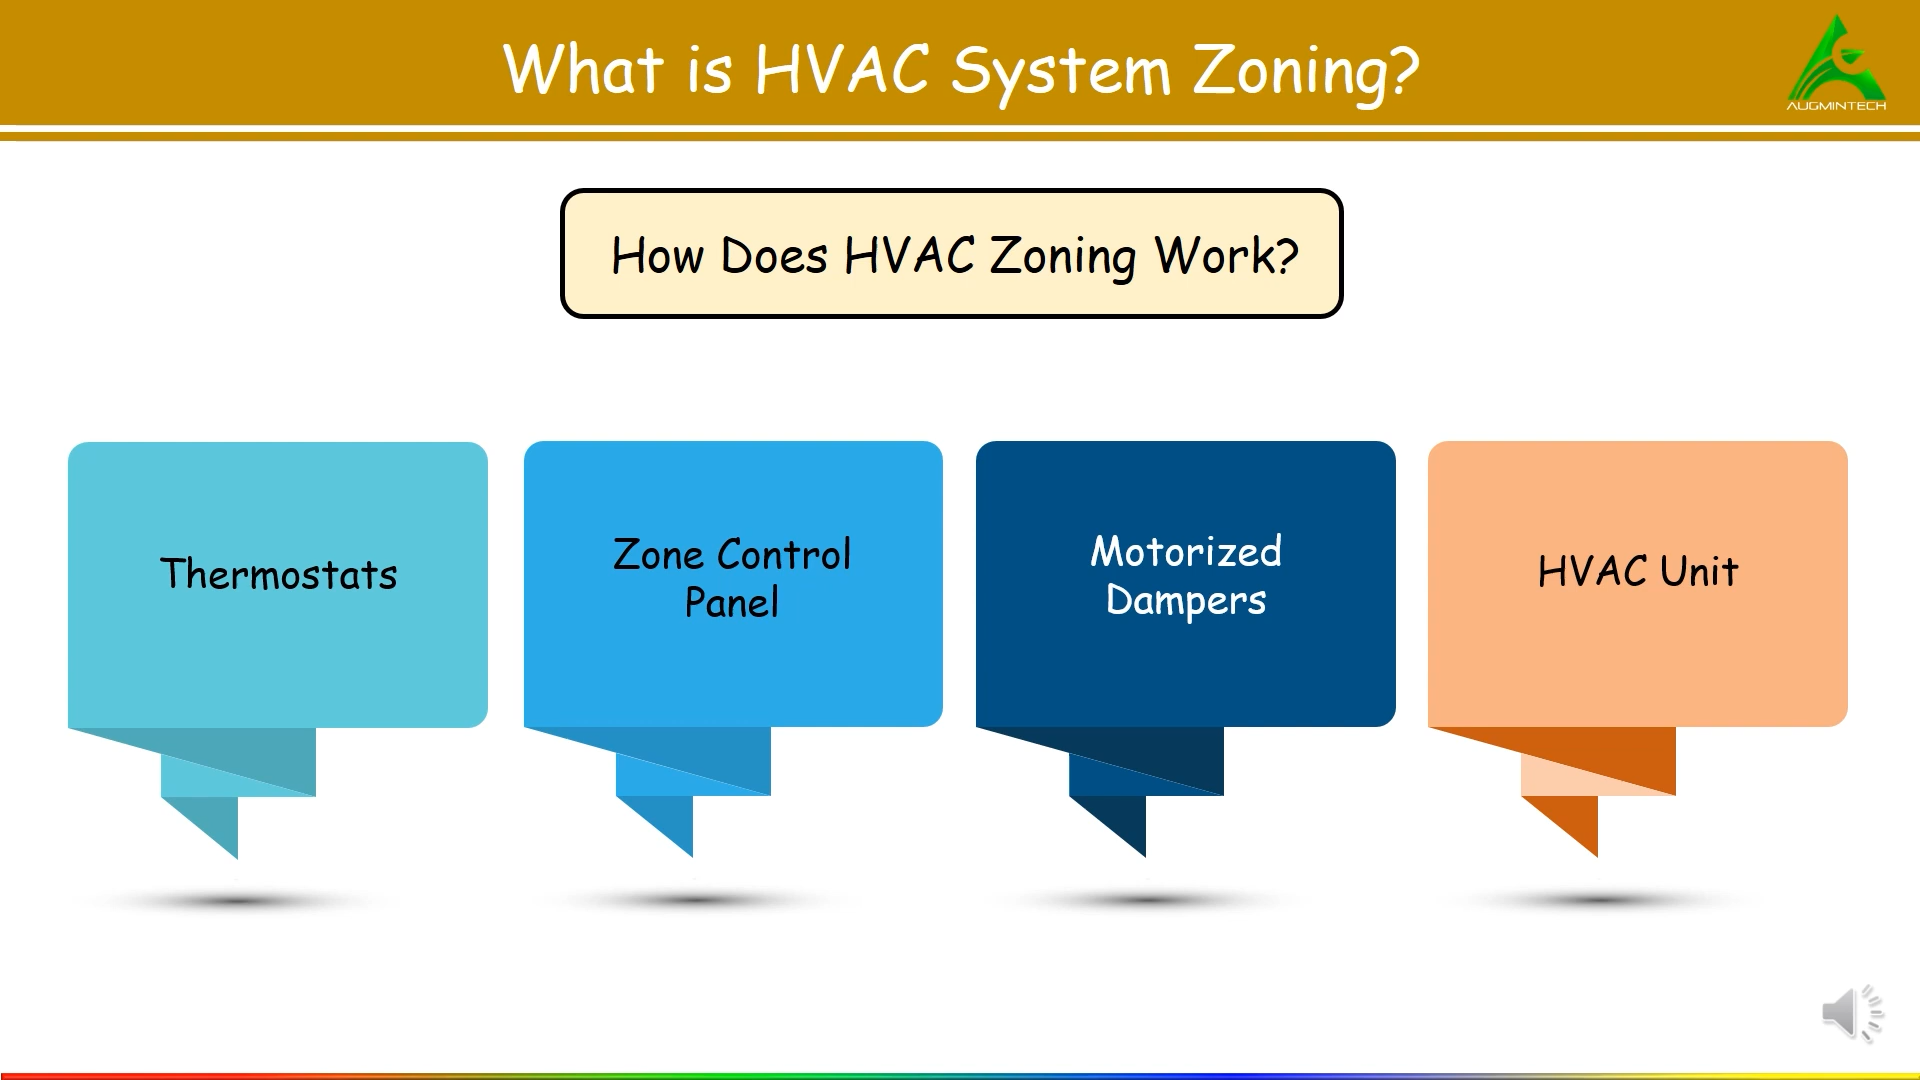 What is HVAC System Zoning?
AUGMINTECH
How Does HVAC Zoning Work?
Thermostats
Zone Control
Panel
Motorized
Dampers
HVAC Unit